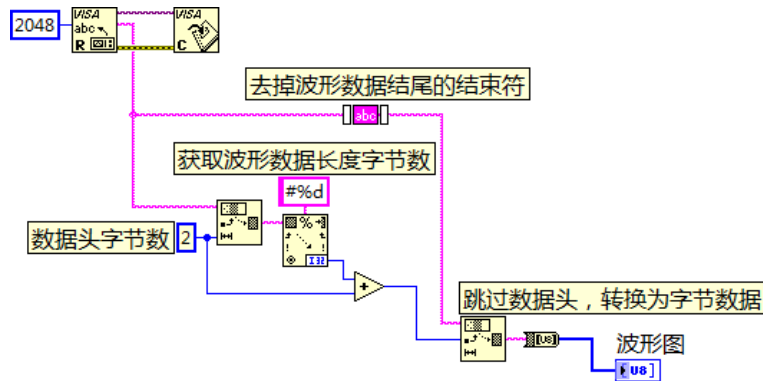 2048
VISA
abc
R
VISA
C
去掉波形数据结尾的结束符
abc
获取波形数据长度字节数
#%d
数据头字节数
2
%
I32
+
跳过数据头，转换为字节数据
[U8]
波形图
U8]